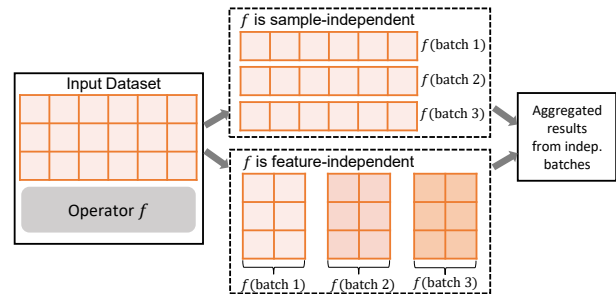 Input Dataset
Operator f
f is sample-independent
f(batch 1)
f(batch 2)
f(batch 3)
f is feature-independent
f(batch 1)
f(batch 2)
f(batch 3)
Aggregated
results
from indep.
batches